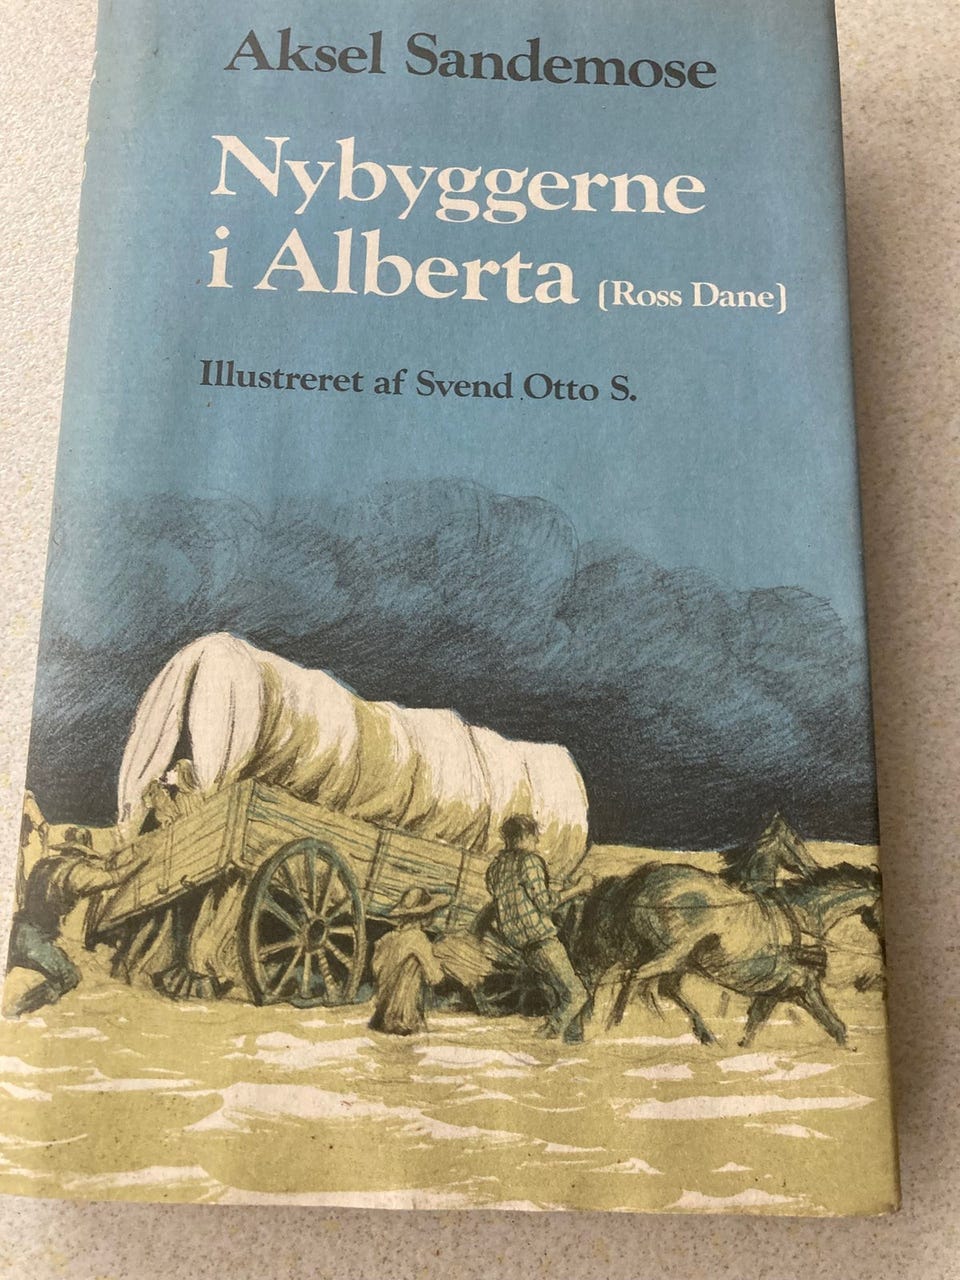 Aksel Sandemose
Nybyggerne
i Alberta (Ross Dane)
Illustreret af Svend Otto S.